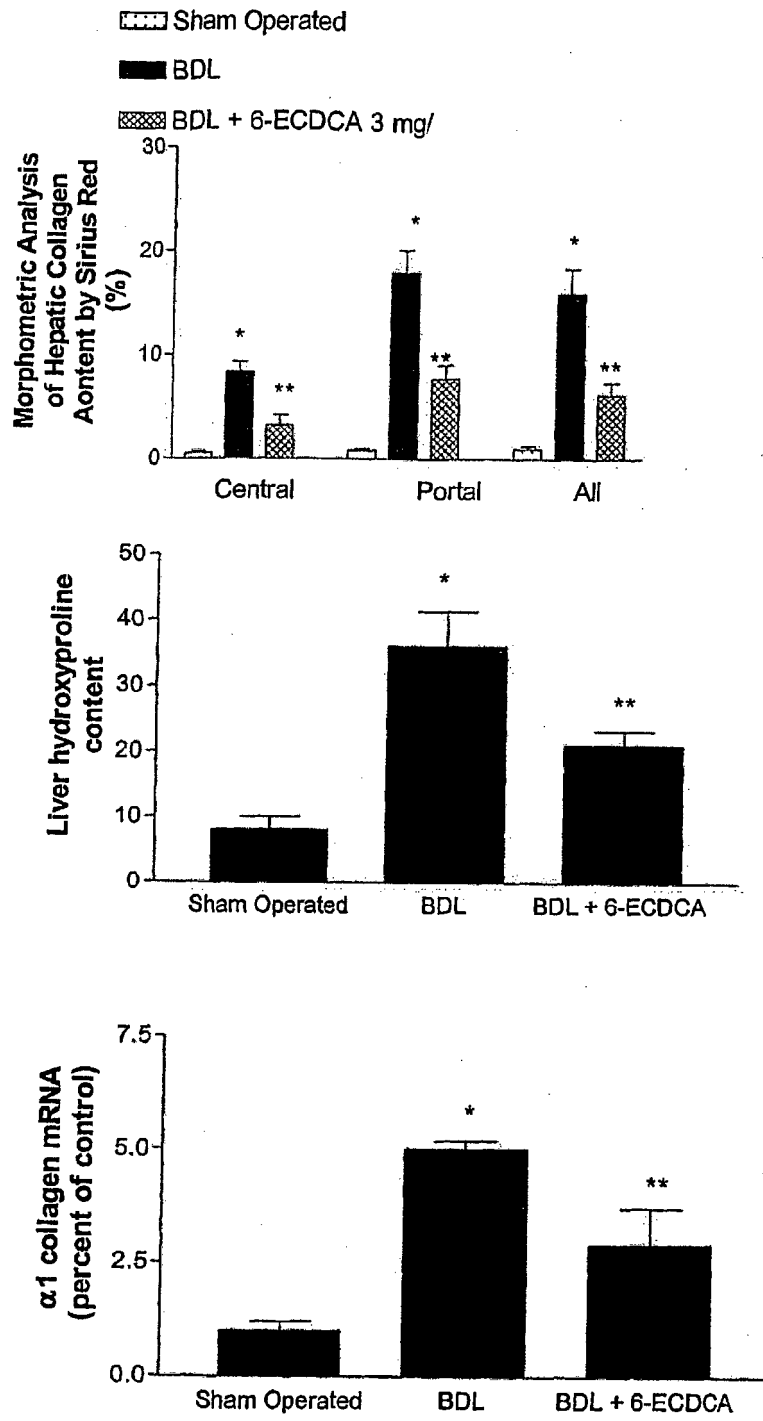 Sham Operated
BDL
BDL + 6-ECDCA 3 mg/
Morphometric Analysis
of Hepatic Collagen
Aontent by Sirius Red
(%)
30
20
10
0
*
**
*
**
*
**
Central Portal All
Liver hydroxyproline
content
50
40
30
20
10
0
*
**
Sham Operated BDL BDL + 6-ECDCA
α1 collagen mRNA
(percent of control)
7.5
5.0
2.5
0.0
*
**
Sham Operated BDL BDL + 6-ECDCA